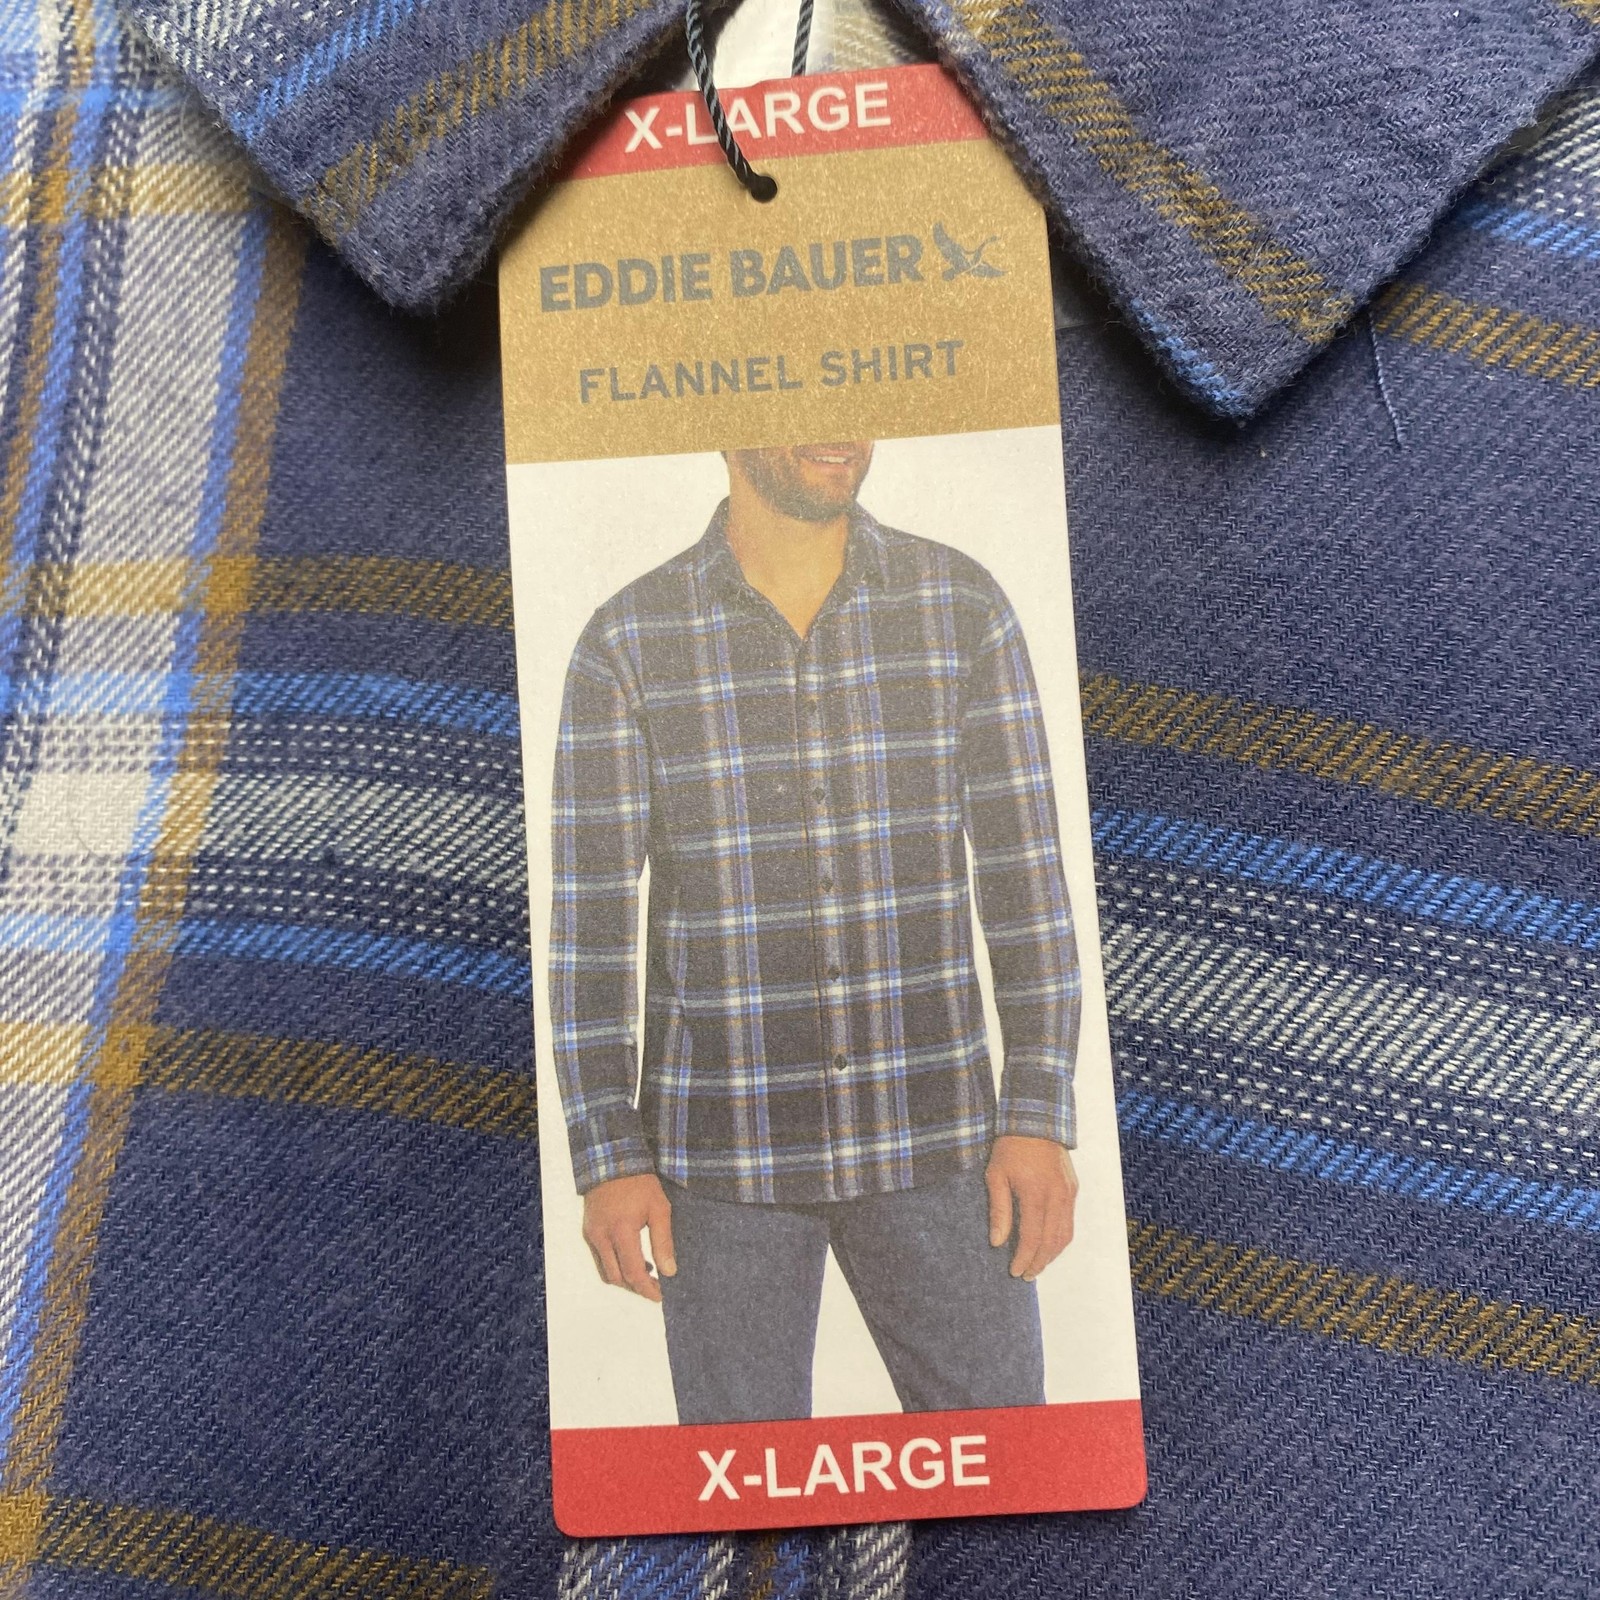 X-LARGE
EDDIE BAUER
FLANNEL SHIRT
X-LARGE